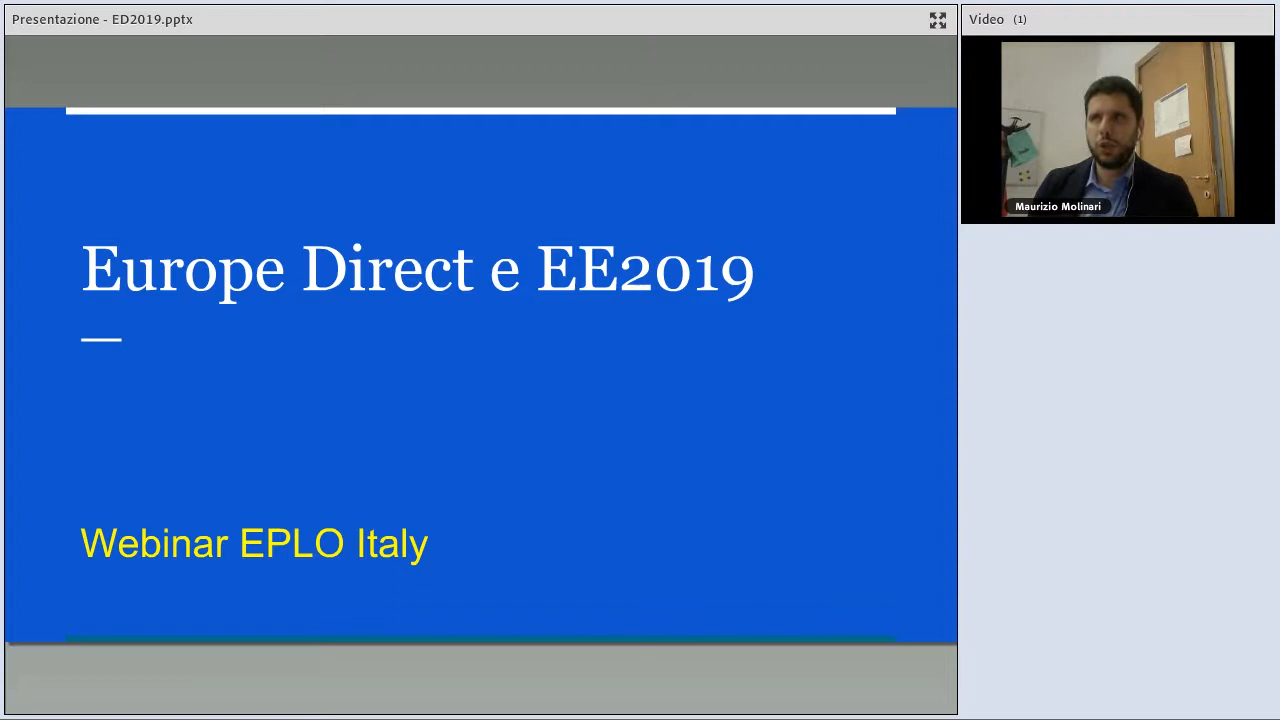 Presentazione - ED2019.pptx
Video (1)
Maurizio Molinari
Europe Direct e EE2019
Webinar EPLO Italy